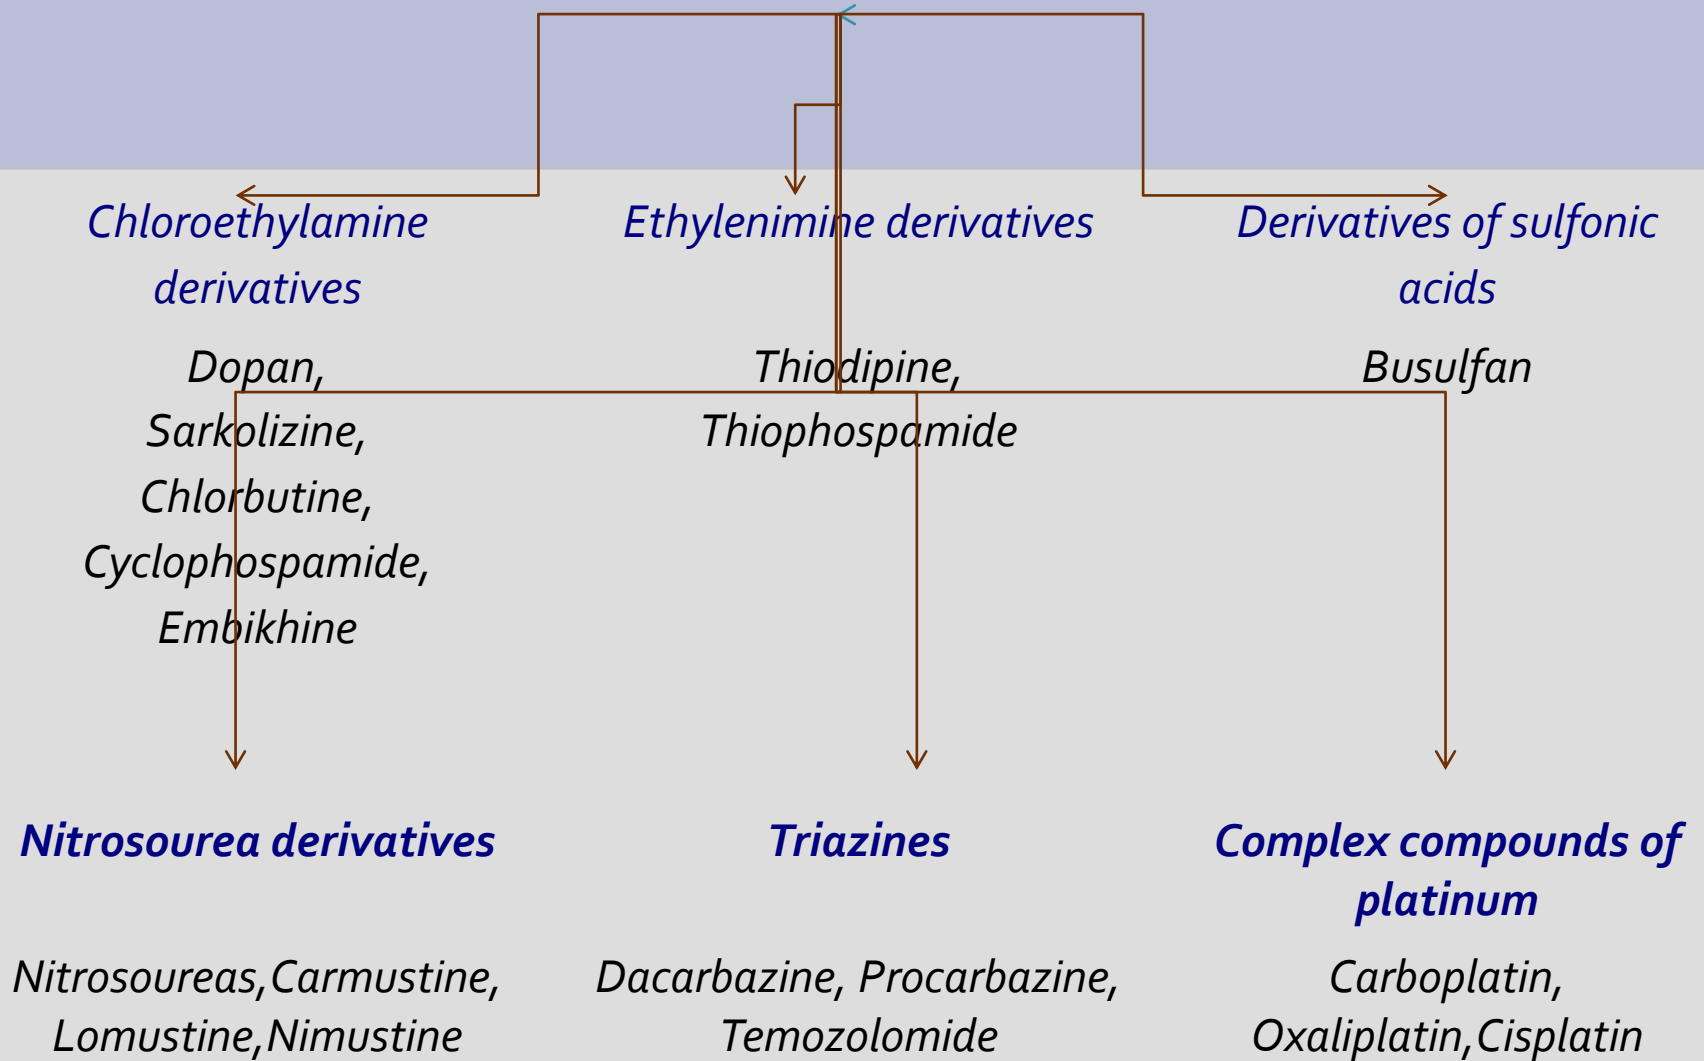 Chloroethylamine
derivatives
Dopan,
Sarkolizine,
Chlorbutine,
Cyclophospamide,
Embikhine
Ethylenimine derivatives
Thiodipine,
Thiophospamide
Derivatives of sulfonic
acids
Busulfan
Nitrosourea derivatives
Nitrosoureas,Carmustine,
Lomustine,Nimustine
Triazines
Dacarbazine, Procarbazine,
Temozolomide
Complex compounds of
platinum
Carboplatin,
Oxaliplatin,Cisplatin